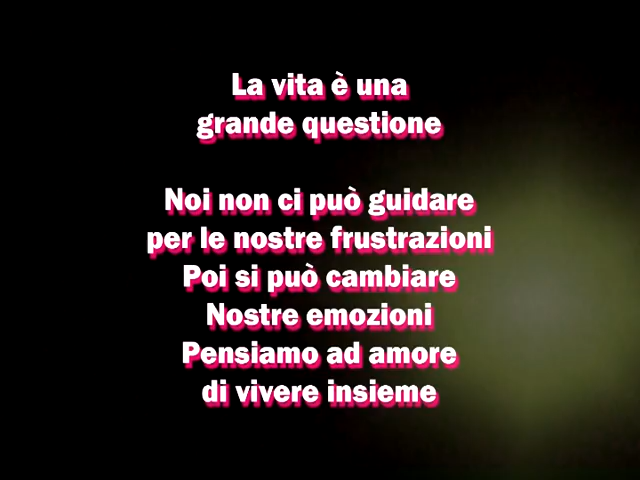 La vita è una
grande questione
Noi non ci può guidare
per le nostre frustrazioni
Poi si può cambiare
Nostre emozioni
Pensiamo ad amore
di vivere insieme